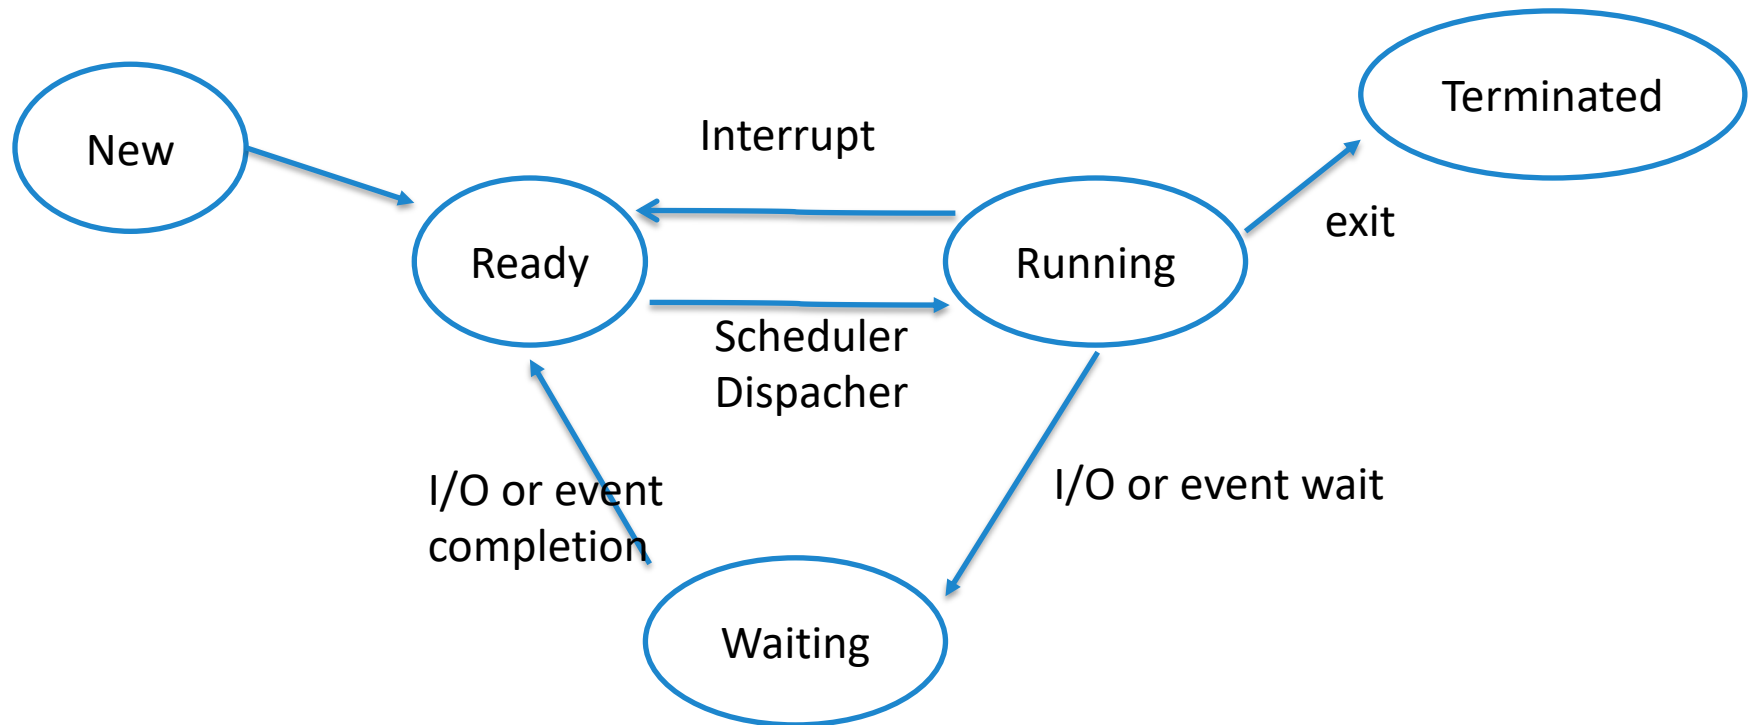 New
Terminated
Interrupt
exit
Ready
Running
Scheduler
Dispacher
I/O or event
completion
I/O or event wait
Waiting